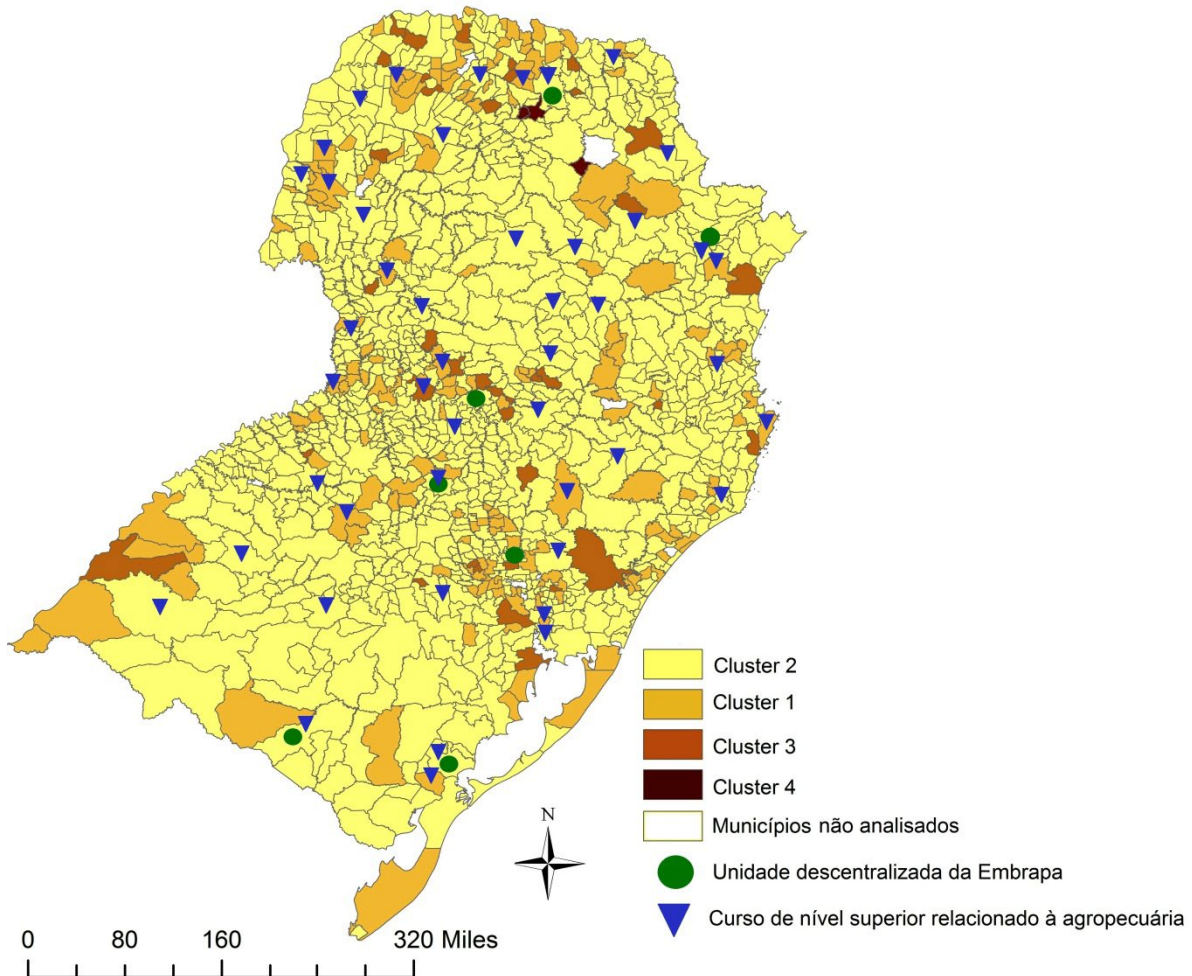 Cluster 2
Cluster 1
Cluster 3
Cluster 4
Municípios não analisados
N
Unidade descentralizada da Embrapa
Curso de nível superior relacionado à agropecuária
0 80 160 320 Miles